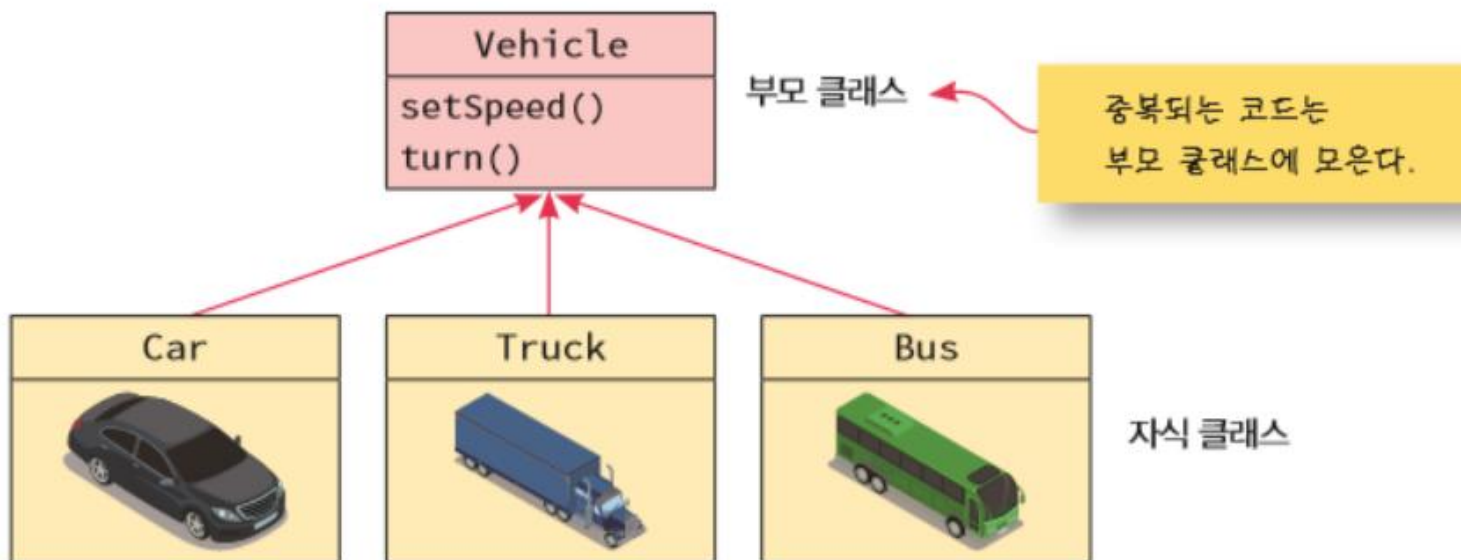 Vehicle
setSpeed()
turn()
부모 클래스
중복되는 코드는
부모 클래스에 모은다.
Car
Truck
Bus
자식 클래스